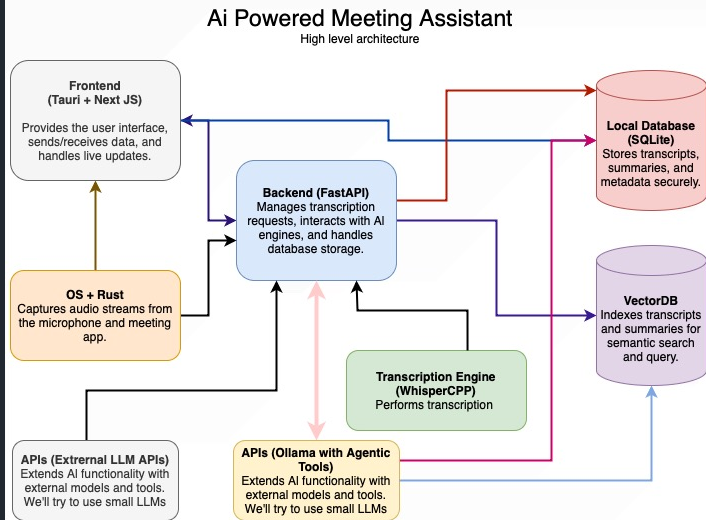 Ai Powered Meeting Assistant
High level architecture
Frontend
(Tauri + Next JS)
Provides the user interface,
sends/receives data, and
handles live updates.
Local Database
(SQLite)
Stores transcripts,
summaries, and
metadata securely.
Backend (FastAPI)
Manages transcription
requests, interacts with AI
engines, and handles
database storage.
OS + Rust
Captures audio streams from
the microphone and meeting
app.
VectorDB
Indexes transcripts
and summaries for
semantic search
and query.
Transcription Engine
(WhisperCPP)
Performs transcription
APIs (Extrernal LLM APIs)
Extends AI functionality with
external models and tools.
We'll try to use small LLMs
APIs (Ollama with Agentic
Tools)
Extends AI functionality with
external models and tools.
We'll try to use small LLMs